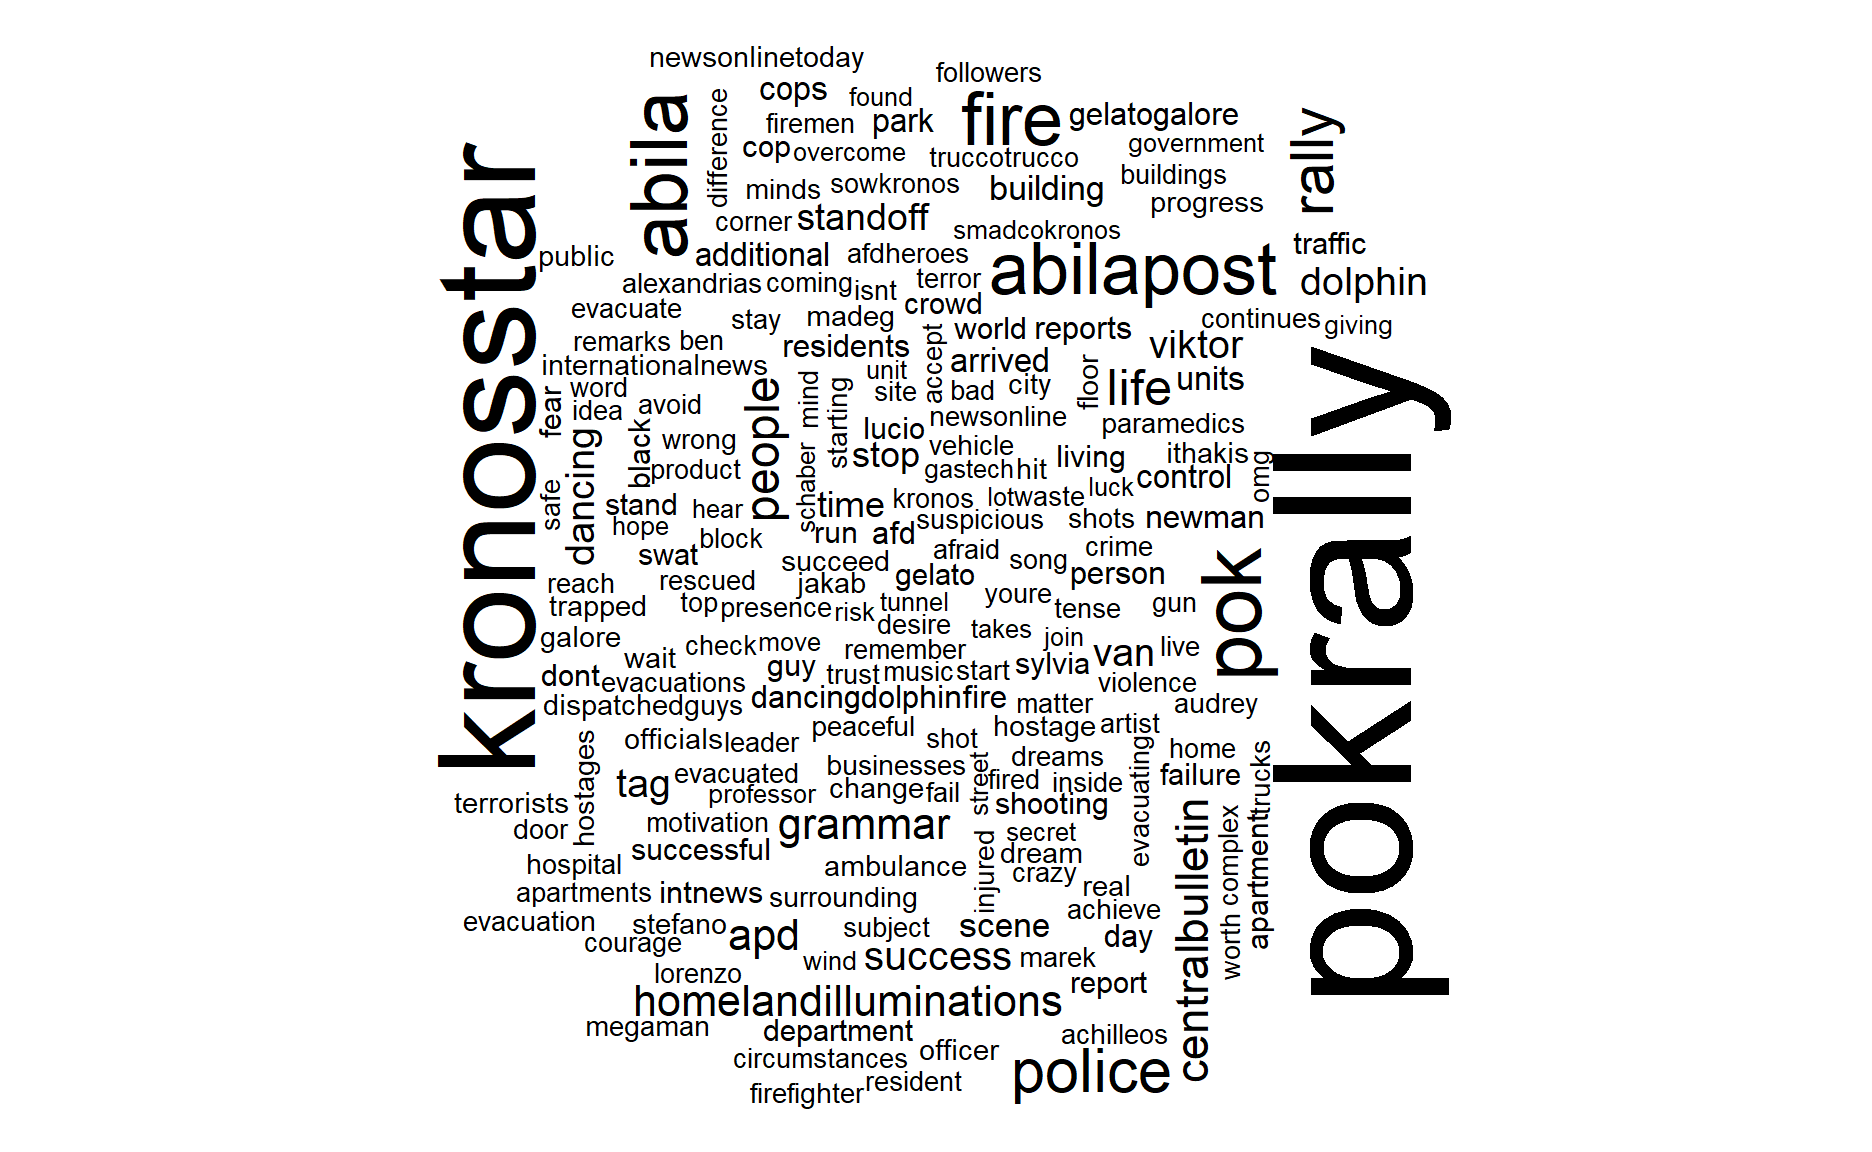 newsonlinetoday
followers
cops
found
fire
gelatogalore
abila
difference
firemen
park
rally
cop
overcome
truccotrucco
government
minds
sowkronos
building
buildings
progress
corner
standoff
smadcokronos
kronosstar
public
additional
afdheroes
abilapost
traffic
alexandrias
coming
isnt
terror
dolphin
evacuate
stay
madeg
crowd
continues
giving
remarks
ben
residents
world
reports
viktor
internationalnews
unit
accept
arrived
pokrally
word
people
mind
site
bad
city
floor
life
units
fear
idea
avoid
starting
newsonline
paramedics
dancing
black
wrong
lucio
vehicle
product
schaber
stop
gastech
hit
living
ithakis
control
omg
safe
stand
hear
time
kronos
lotwaste
luck
hope
block
run
afd
suspicious
shots
newman
swat
succeed
afraid
song
crime
pok
reach
rescued
jakab
gelato
person
trapped
top
presence
risk
tunnel
youre
tense
gun
desire
takes
galore
check
move
remember
join
van
live
wait
guy
trust
music
start
sylvia
dont
evacuations
dancingdolphinfire
matter
violence
audrey
dispatched
guys
peaceful
hostage
artist
hostages
officials
leader
shot
dreams
evacuating
home
trucks
tag
evacuated
businesses
street
fired
inside
failure
terrorists
professor
change
fail
shooting
centralbulletin
door
motivation
grammar
secret
complex
apartment
hospital
successful
ambulance
injured
dream
crazy
apartments
intnews
surrounding
real
worth
evacuation
stefano
apd
subject
scene
achieve
day
courage
wind
success
marek
lorenzo
report
homelandilluminations
megaman
department
achilleos
circumstances
officer
police
firefighter
resident